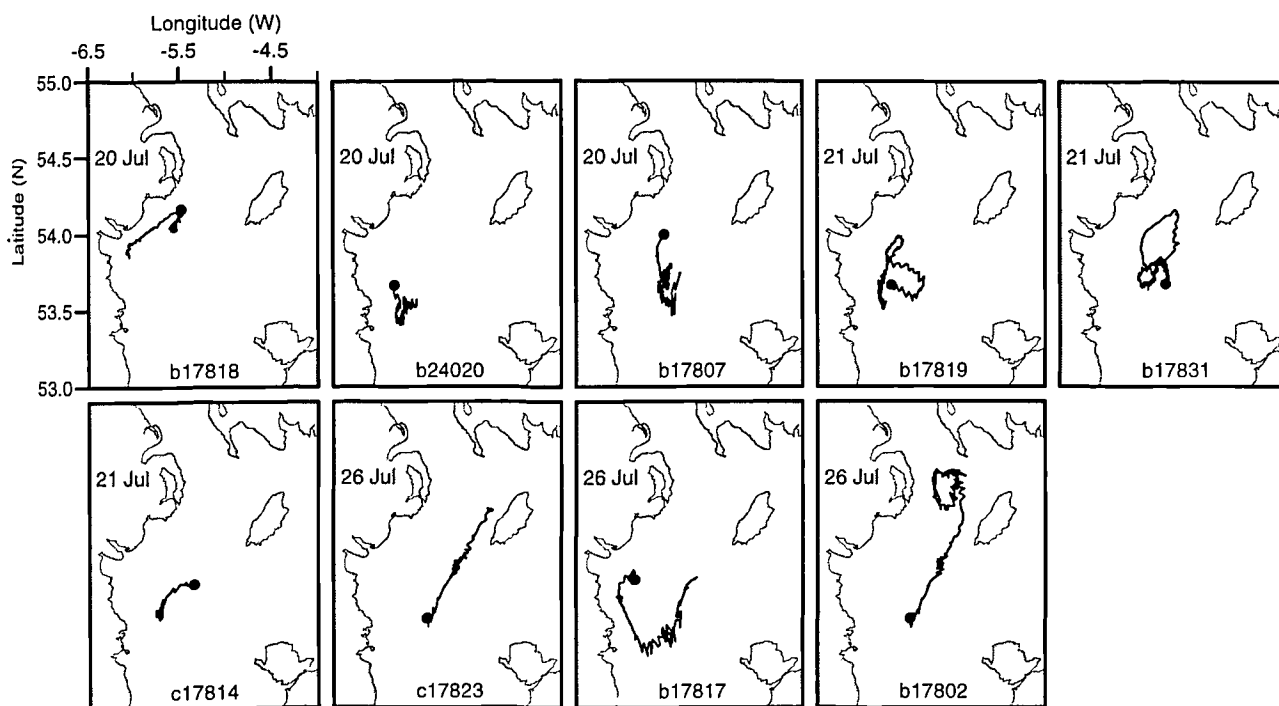 Longitude (W)
-6.5 -5.5 -4.5
Latitude (N)
55.0
54.5
54.0
53.5
53.0
20 Jul
b17818
20 Jul
b24020
20 Jul
b17807
21 Jul
b17819
21 Jul
b17831
21 Jul
c17814
26 Jul
c17823
26 Jul
b17817
26 Jul
b17802